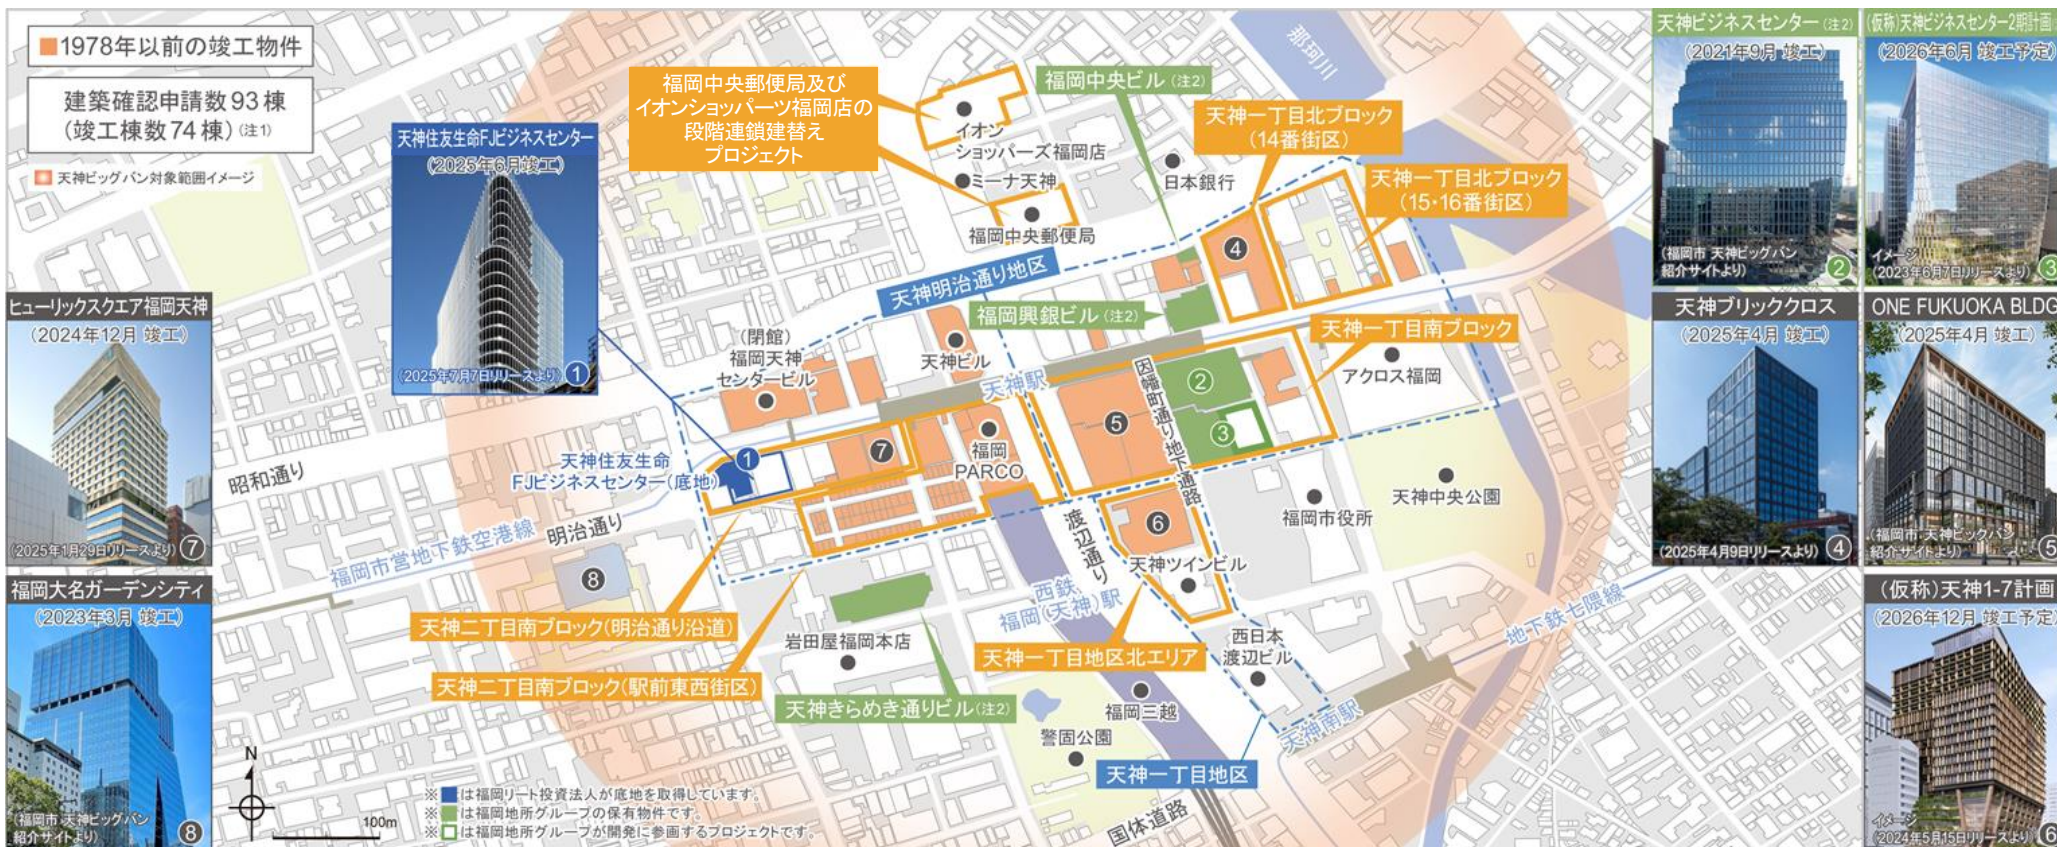 1978年以前の竣工物件
建築確認申請数93棟
(竣工棟数74棟)(注1)
天神ビッグバン対象範囲イメージ
天神住友生命FJビジネスセンター
(2025年6月竣工)
(2025年7月7日リリースより)
1
ヒューリックスクエア福岡天神
(2024年12月 竣工)
(2025年1月29日リリースより)
7
福岡大名ガーデンシティ
(2023年3月 竣工)
(福岡市 天神ビッグバン
紹介サイトより)
8
福岡中央郵便局及び
イオンショッパーツ福岡店の
段階連鎖建替え
プロジェクト
イオン
ショッパーズ福岡店
ミーナ天神
福岡中央郵便局
福岡中央ビル(注2)
日本銀行
那珂川
天神一丁目北ブロック
(14番街区)
天神一丁目北ブロック
(15・16番街区)
4
天神明治通り地区
福岡興銀ビル(注2)
天神一丁目南ブロック
アクロス福岡
(閉館)
福岡天神
センタービル
天神ビル
天神駅
因幡町通り地下通路
2
3
5
7
1
福岡
PARCO
天神住友生命
FJビジネスセンター(底地)
昭和通り
明治通り
福岡市営地下鉄空港線
8
6
天神ツインビル
渡辺通り
福岡市役所
天神中央公園
西鉄
福岡(天神)駅
天神二丁目南ブロック(明治通り沿道)
天神二丁目南ブロック(駅前東西街区)
岩田屋福岡本店
天神きらめき通りビル(注2)
天神一丁目地区北エリア
西日本
渡辺ビル
地下鉄七隈線
天神南駅
福岡三越
警固公園
天神一丁目地区
国体道路
N
100m
※■は福岡リート投資法人が底地を取得しています。
※■は福岡地所グループの保有物件です。
※□は福岡地所グループが開発に参画するプロジェクトです。
天神ビジネスセンター(注2)
(2021年9月 竣工)
(福岡市 天神ビッグバン
紹介サイトより)
2
(仮称)天神ビジネスセンター2期計画
(2026年6月 竣工予定)
イメージ
(2023年6月7日リリースより)
3
天神ブリッククロス
(2025年4月 竣工)
(2025年4月9日リリースより)
4
ONE FUKUOKA BLDG
(2025年4月 竣工)
(福岡市 天神ビックバン
紹介サイトより)
5
(仮称)天神1-7計画
(2026年12月 竣工予定)
イメージ
(2024年5月15日リリースより)
6